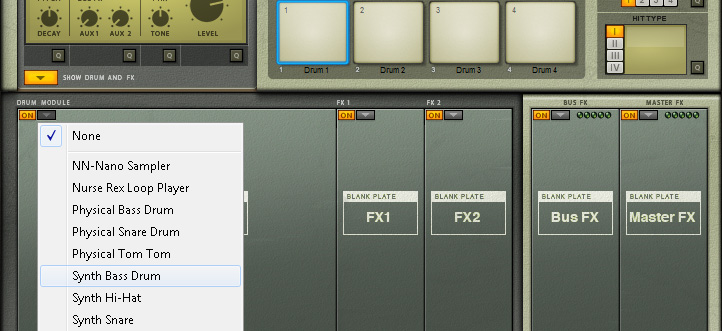 PITCH
1 2 3 4
DECAY AUX1 AUX 2 TONE LEVEL
Q Q Q Q
SHOW DRUM AND FX
1 2 3 4
1 Drum 1 2 Drum 2 3 Drum 3 4 Drum 4
HIT TYPE
I
II
III
IV
Q
DRUM MODULE FX 1 FX 2 BUS FX MASTER FX
ON ON ON ON ON
None
NN-Nano Sampler
Nurse Rex Loop Player
Physical Bass Drum
Physical Snare Drum
Physical Tom Tom
Synth Bass Drum
Synth Hi-Hat
Synth Snare
BLANK PLATE BLANK PLATE BLANK PLATE BLANK PLATE
FX1 FX2 Bus FX Master FX